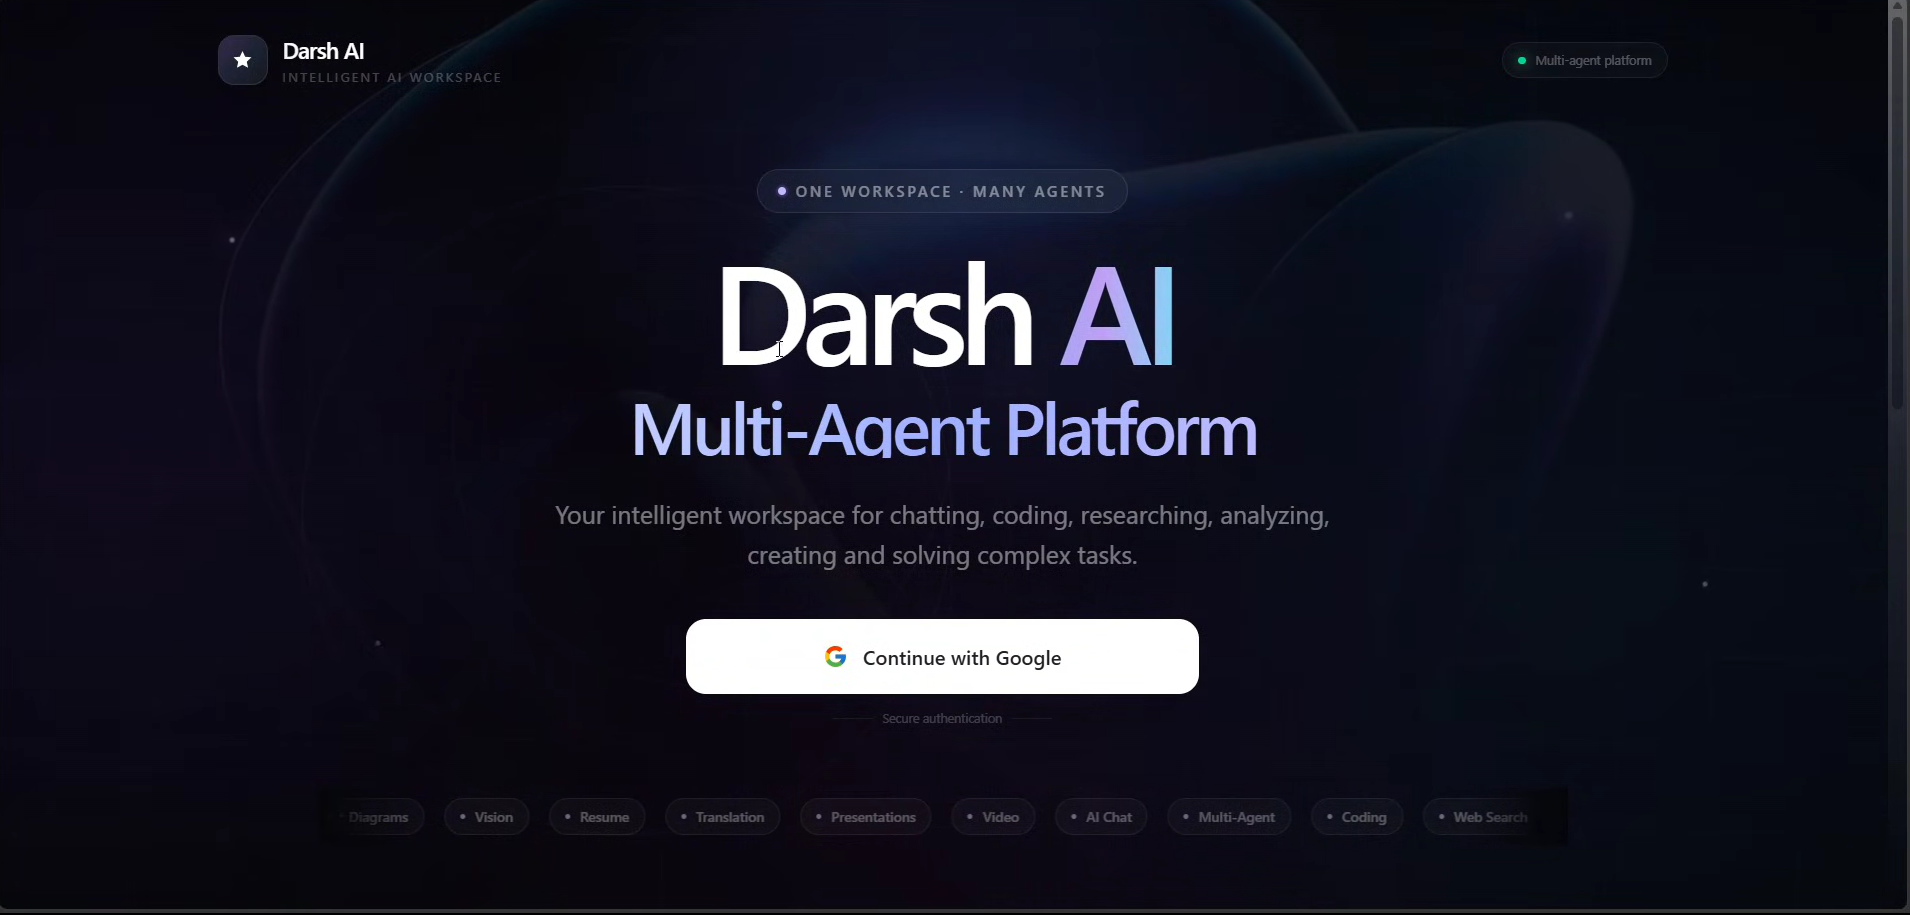 Darsh AI
INTELLIGENT AI WORKSPACE
Multi-agent platform
ONE WORKSPACE · MANY AGENTS
Darsh AI
Multi-Agent Platform
Your intelligent workspace for chatting, coding, researching, analyzing,
creating and solving complex tasks.
Continue with Google
Secure authentication
Diagrams • Vision • Resume • Translation • Presentations • Video • AI Chat • Multi-Agent • Coding • Web Search